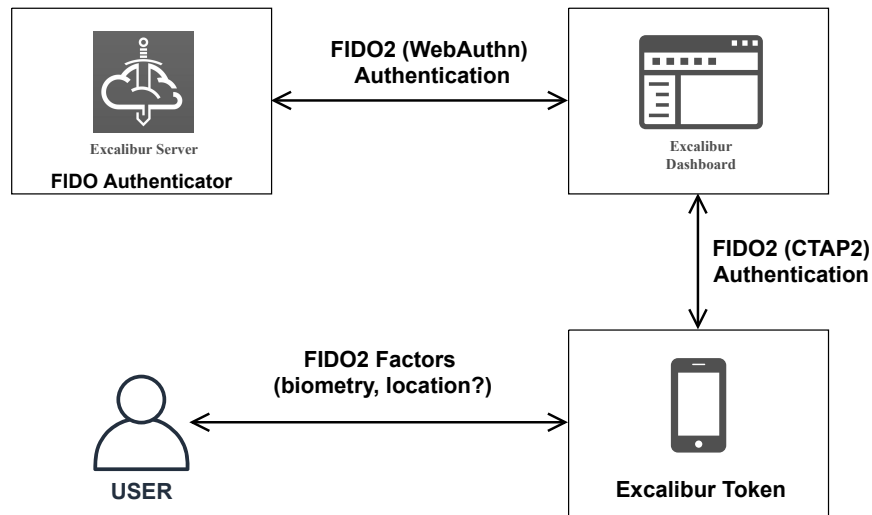 FIDO2 (WebAuthn)
Authentication
Excalibur Server
FIDO Authenticator
Excalibur
Dashboard
FIDO2 (CTAP2)
Authentication
FIDO2 Factors
(biometry, location?)
USER
Excalibur Token